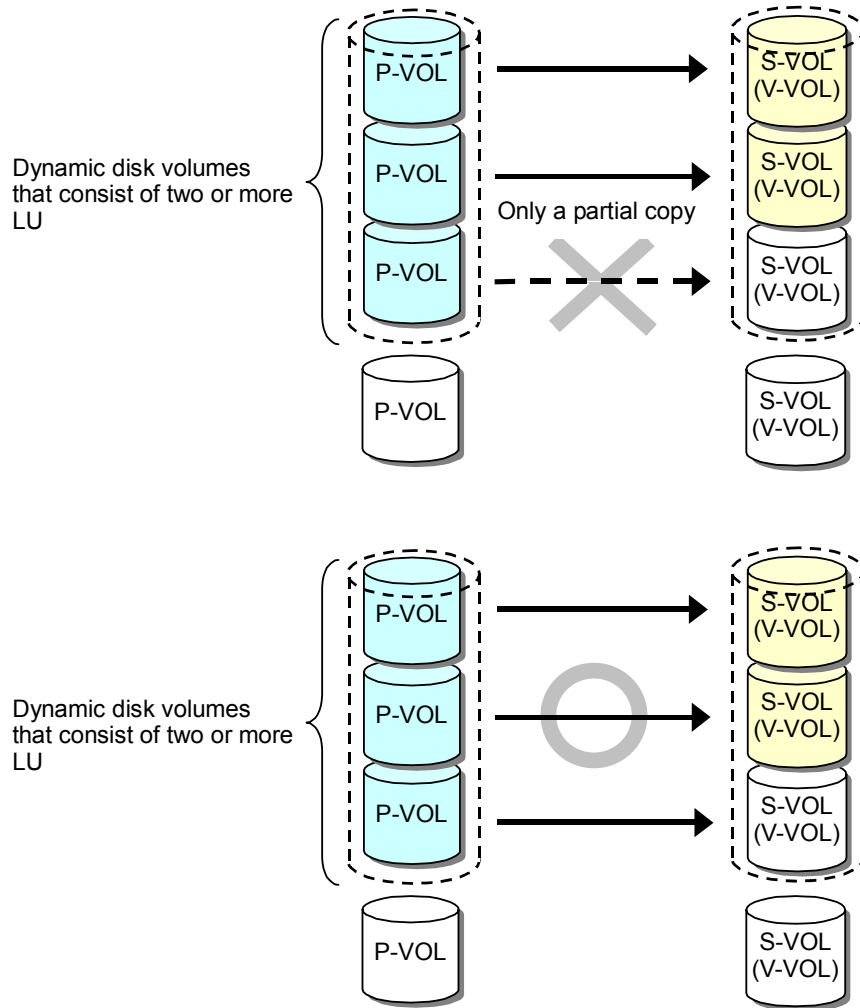 P-VOL
S-VOL
(V-VOL)
Dynamic disk volumes
that consist of two or more
LU
P-VOL
S-VOL
(V-VOL)
Only a partial copy
P-VOL
S-VOL
(V-VOL)
P-VOL
S-VOL
(V-VOL)
P-VOL
S-VOL
(V-VOL)
Dynamic disk volumes
that consist of two or more
LU
P-VOL
S-VOL
(V-VOL)
P-VOL
S-VOL
(V-VOL)
P-VOL
S-VOL
(V-VOL)